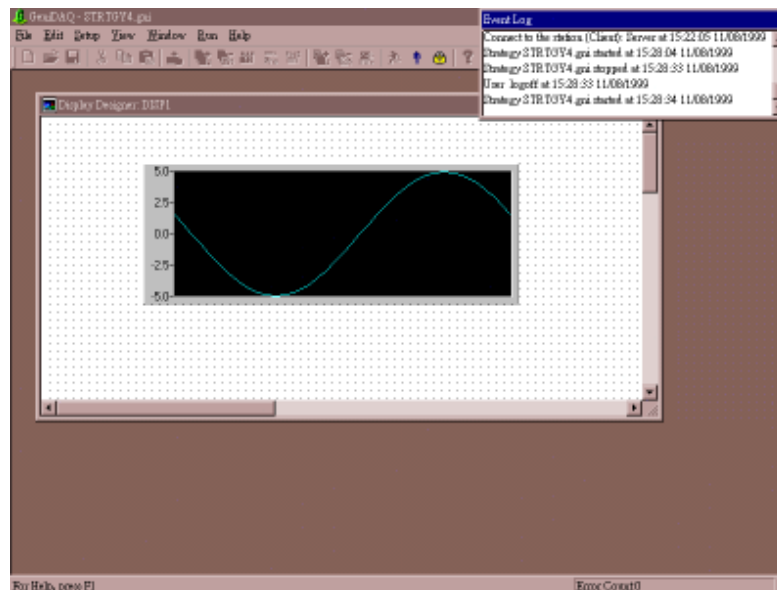 GeniDAQ - STRTGY4.gni
File Edit Setup View Window Run Help
Event Log
Connect to the station (Client): Server at 15:22:05 11/08/1999
Strategy STRTGY4.gni started at 15:28:04 11/08/1999
Strategy STRTGY4.gni stopped at 15:28:33 11/08/1999
User logoff at 15:28:33 11/08/1999
Strategy STRTGY4.gni started at 15:28:34 11/08/1999
Display Designer: DISP1
5.0
2.5
0.0
-2.5
-5.0
For Help, press F1
Error Count:0